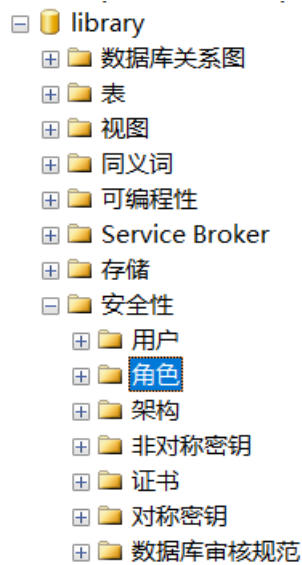 library
数据库关系图
表
视图
同义词
可编程性
Service Broker
存储
安全性
用户
角色
架构
非对称密钥
证书
对称密钥
数据库审核规范